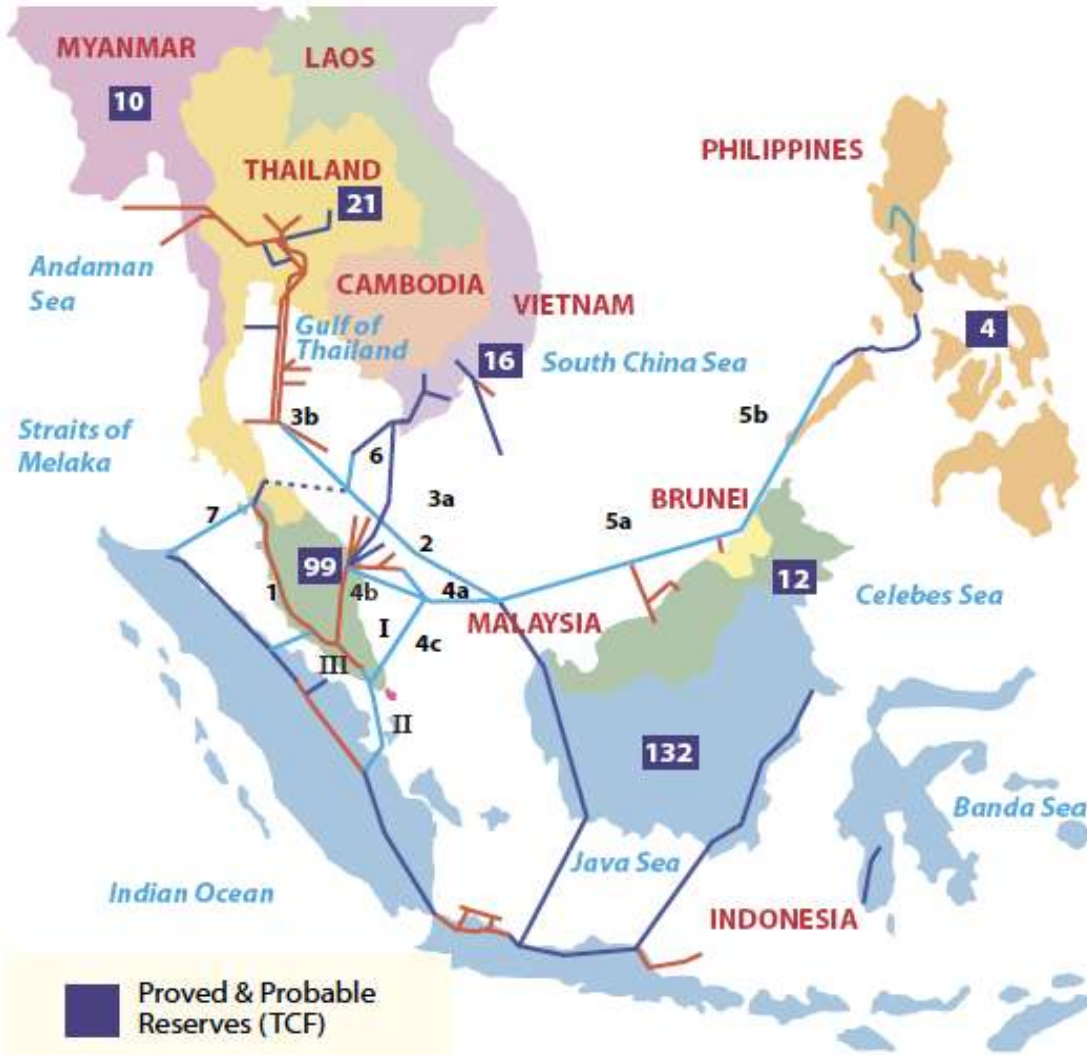 MYANMAR
LAOS
10
PHILIPPINES
THAILAND
21
Andaman
Sea
CAMBODIA
VIETNAM
Gulf of
Thailand
16
South China Sea
4
3b
5b
Straits of
Melaka
6
3a
BRUNEI
7
5a
2
99
12
1
4b
4a
Celebes Sea
MALAYSIA
I
4c
III
II
132
Banda Sea
Java Sea
Indian Ocean
INDONESIA
Proved & Probable
Reserves (TCF)